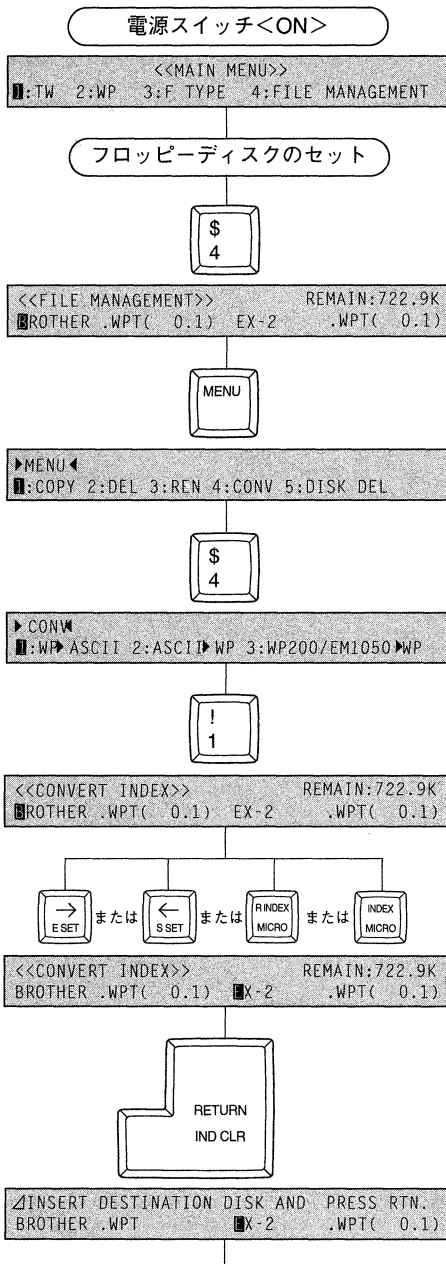 電源スイッチ<ON>
<<MAIN MENU>>
1:TW 2:WP 3:F TYPE 4:FILE MANAGEMENT
フロッピーディスクのセット
$
4
<<FILE MANAGEMENT>> REMAIN:722.9K
BROTHER .WPT( 0.1) EX-2 .WPT( 0.1)
MENU
▶MENU◀
1:COPY 2:DEL 3:REN 4:CONV 5:DISK DEL
$
4
▶CONV◀
1:WP▶ASCII 2:ASCII▶WP 3:WP200/EM1050▶WP
!
1
<<CONVERT INDEX>> REMAIN:722.9K
BROTHER .WPT( 0.1) EX-2 .WPT( 0.1)
→ E SET または ← S SET または R INDEX MICRO または INDEX MICRO
<<CONVERT INDEX>> REMAIN:722.9K
BROTHER .WPT( 0.1) EX-2 .WPT( 0.1)
RETURN
IND CLR
⊿INSERT DESTINATION DISK AND PRESS RTN.
BROTHER .WPT EX-2 .WPT( 0.1)